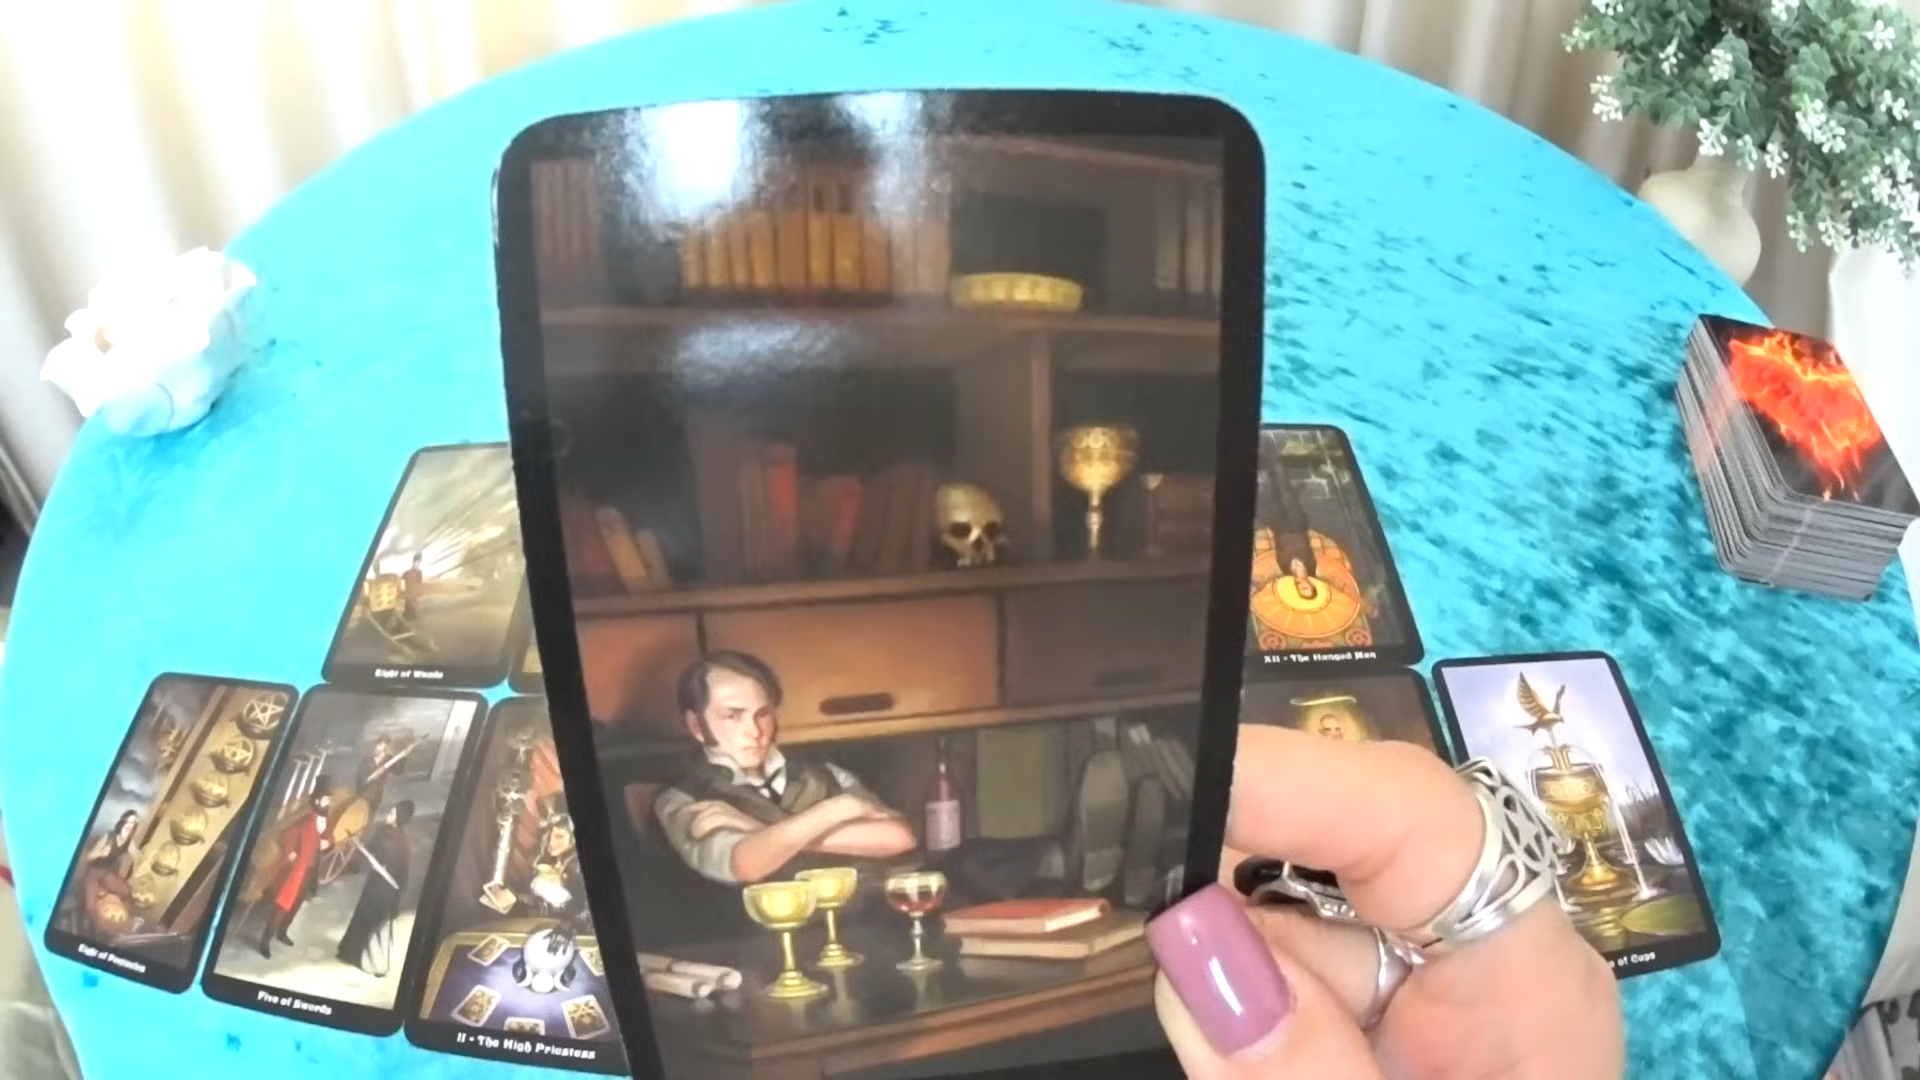 Eight of Wands
XII • The Hanged Man
Eight of Pentacles
Five of Swords
II • The High Priestess
of Cups